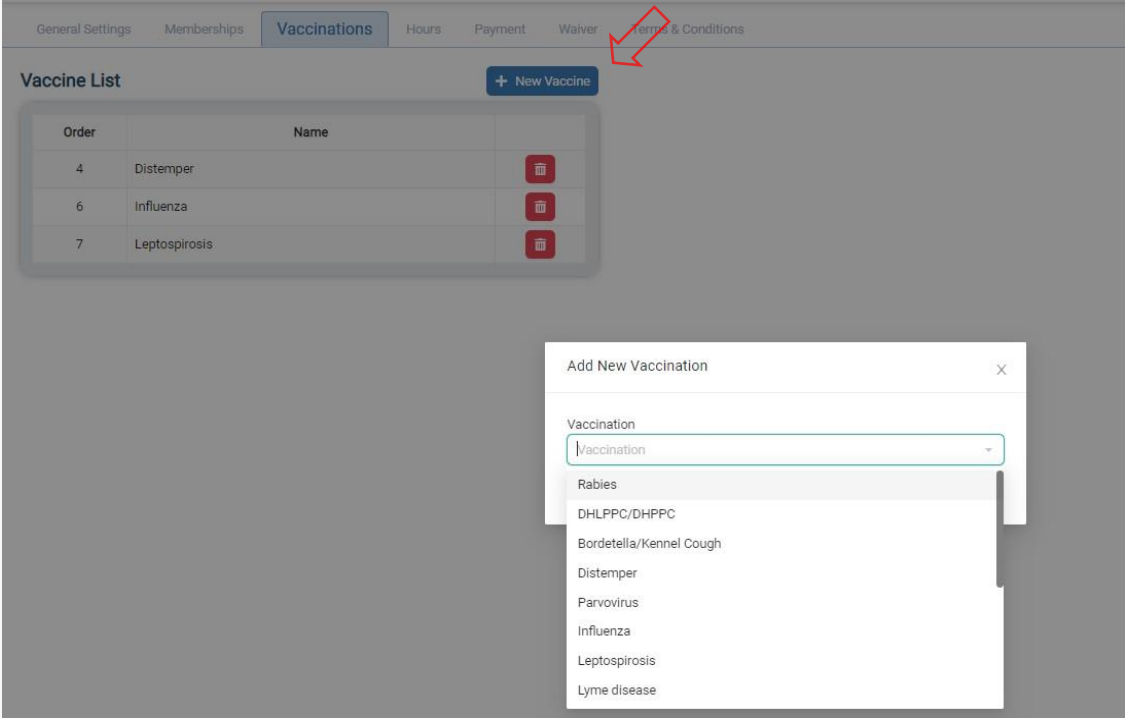 General Settings Memberships Vaccinations Hours Payment Waiver Terms & Conditions
Vaccine List
+ New Vaccine
Order Name
4 Distemper
6 Influenza
7 Leptospirosis
Add New Vaccination
Vaccination
Vaccination
Rabies
DHLPPC/DHPPC
Bordetella/Kennel Cough
Distemper
Parvovirus
Influenza
Leptospirosis
Lyme disease